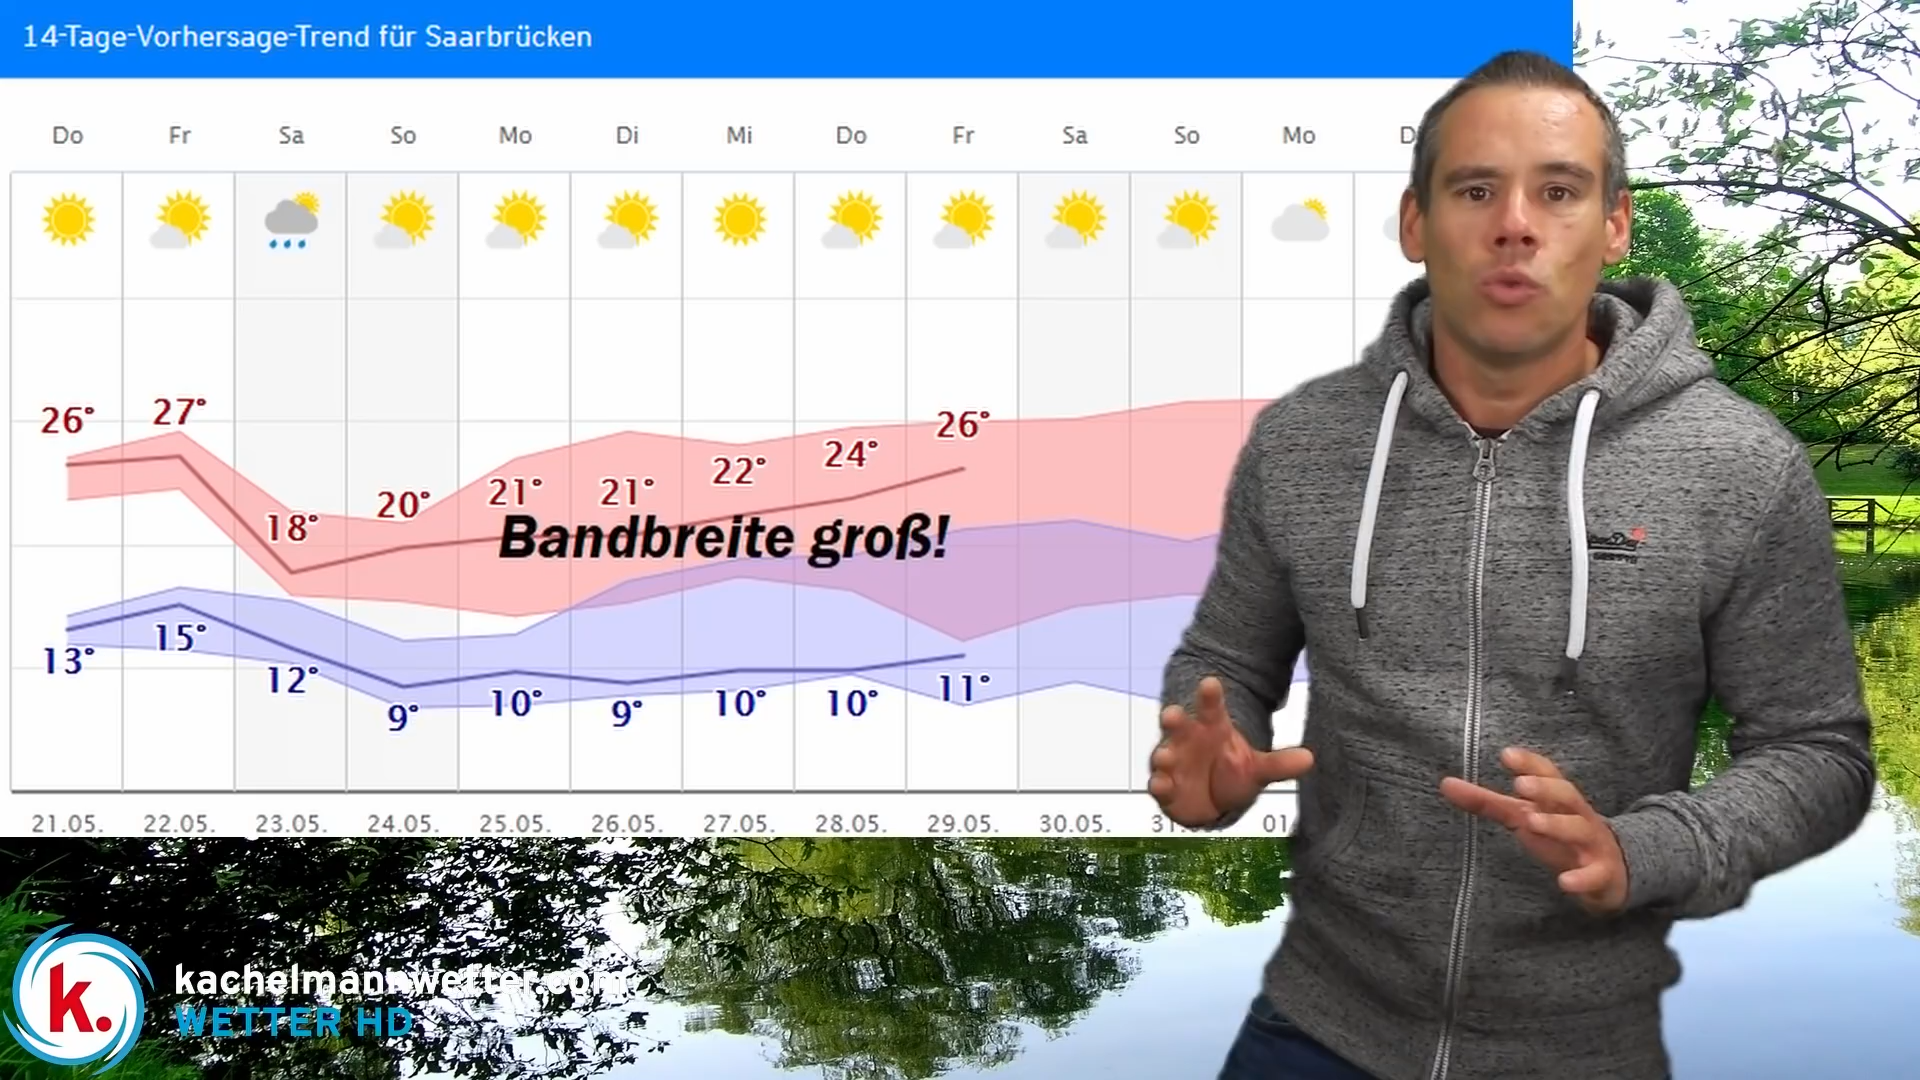 14-Tage-Vorhersage-Trend für Saarbrücken
Do Fr Sa So Mo Di Mi Do Fr Sa So Mo
26° 27° 18° 20° 21° 21° 22° 24° 26°
Bandbreite groß!
13° 15° 12° 9° 10° 9° 10° 10° 11°
21.05. 22.05. 23.05. 24.05. 25.05. 26.05. 27.05. 28.05. 29.05. 30.05.
k.
kachelmannwetter.com
WETTER HD